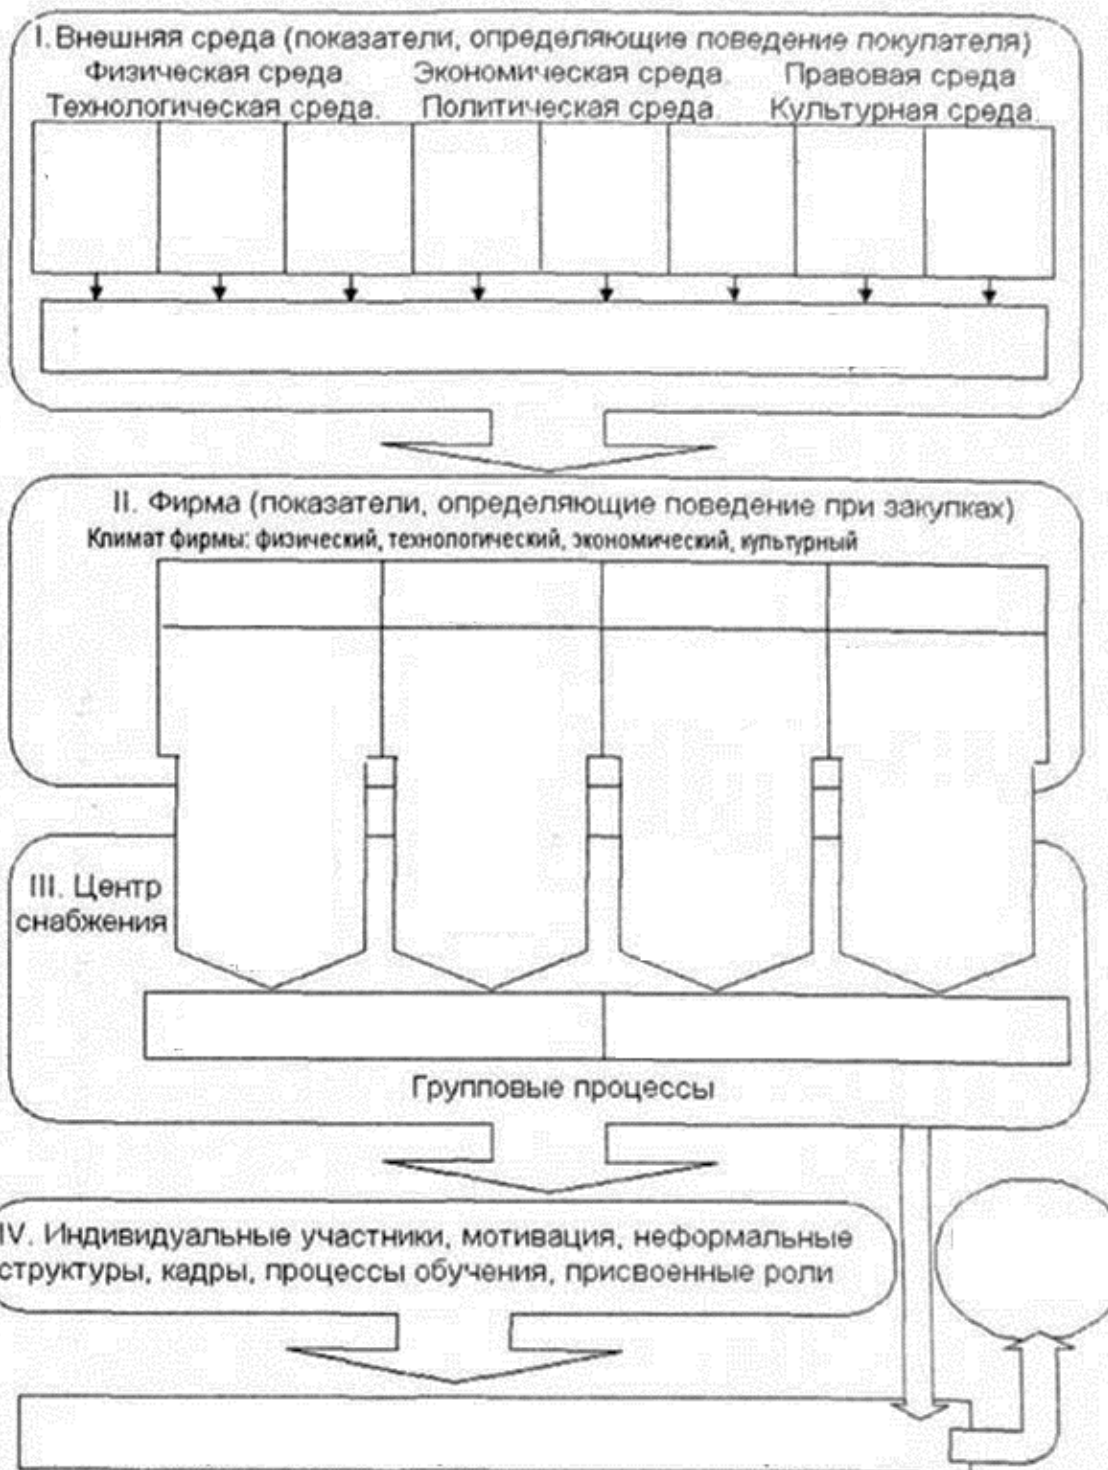 I. Внешняя среда (показатели, определяющие поведение покупателя)
Физическая среда Экономическая среда. Правовая среда
Технологическая среда. Политическая среда. Культурная среда.
II. Фирма (показатели, определяющие поведение при закупках)
Климат фирмы: физический, технологический, экономический, культурный
III. Центр
снабжения
Групповые процессы
IV. Индивидуальные участники, мотивация, неформальные
структуры, кадры, процессы обучения, присвоенные роли